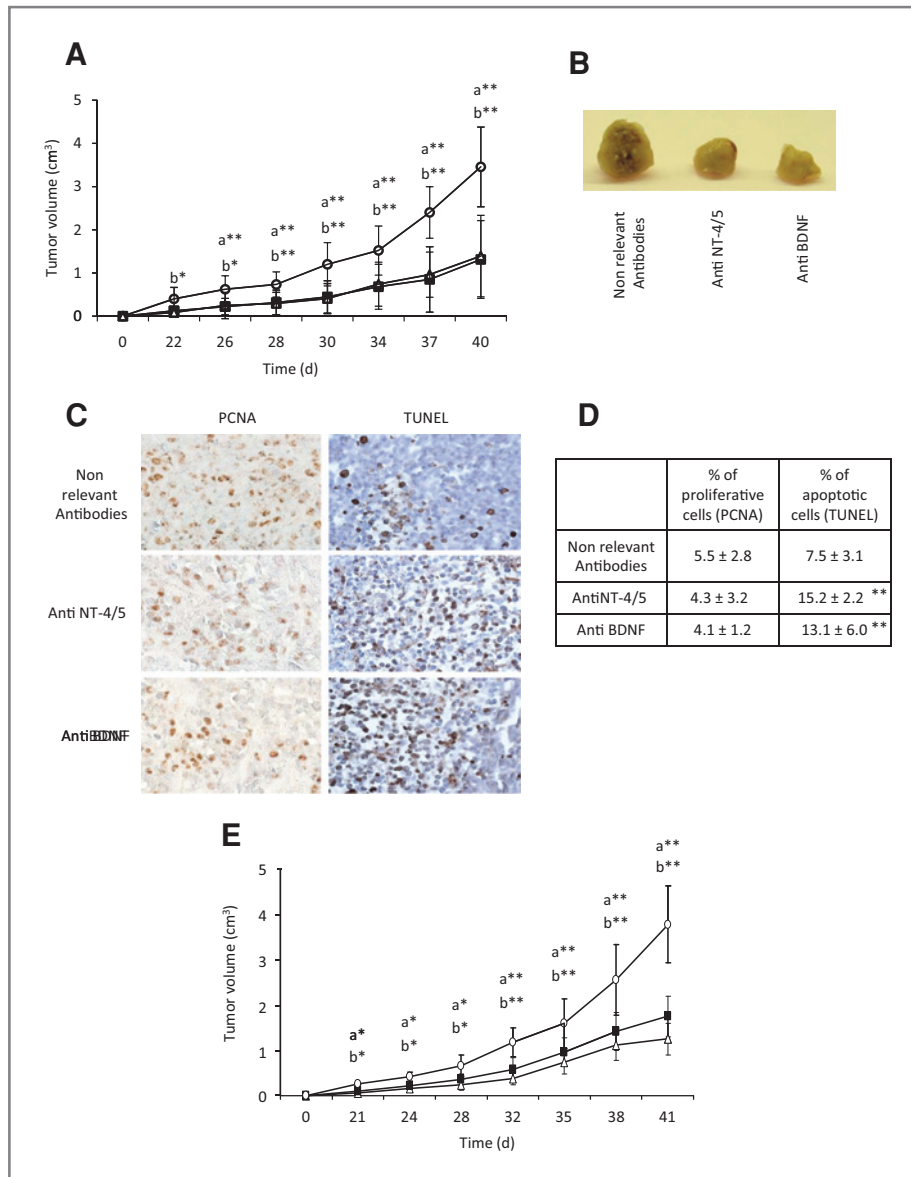 A
B
5
4
3
2
1
0
Tumor volume (cm³)
b*
a**
b*
a**
b**
a**
b**
a**
b**
a**
b**
a**
b**
0 22 26 28 30 34 37 40
Time (d)
Non relevant
Antibodies
Anti NT-4/5
Anti BDNF
C
PCNA TUNEL
Non
relevant
Antibodies
Anti NT-4/5
Anti BDNF
D
% of
proliferative
cells (PCNA)
% of
apoptotic
cells (TUNEL)
Non relevant
Antibodies
5.5 ± 2.8 7.5 ± 3.1
AntiNT-4/5 4.3 ± 3.2 15.2 ± 2.2 **
Anti BDNF 4.1 ± 1.2 13.1 ± 6.0 **
E
5
4
3
2
1
0
Tumor volume (cm³)
a*
b*
a*
b*
a*
b*
a**
b**
a**
b**
a**
b**
a**
b**
0 21 24 28 32 35 38 41
Time (d)